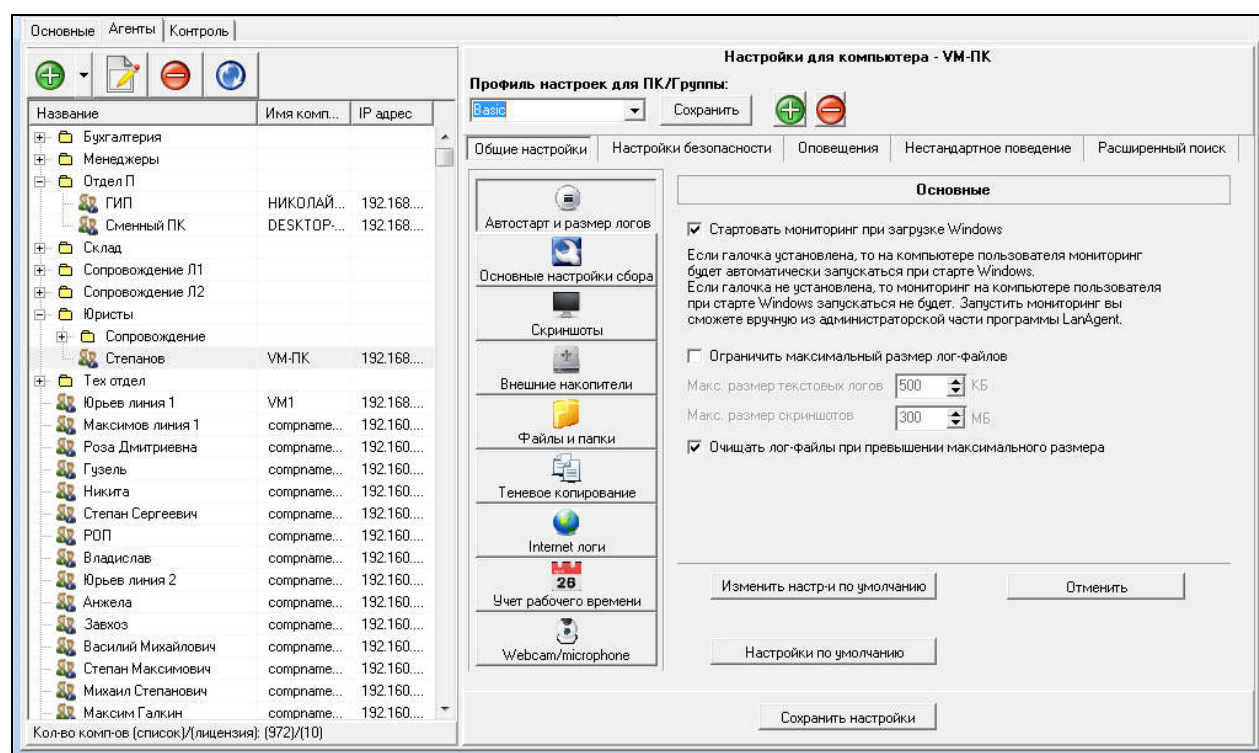 Основные Агенты Контроль
Название Имя комп... IP адрес
Бухгалтерия
Менеджеры
Отдел П
ГИП НИКОЛАЙ... 192.168....
Сменный ПК DESKTOP-... 192.168....
Склад
Сопровождение Л1
Сопровождение Л2
Юристы
Сопровождение
Степанов VM-ПК 192.168....
Тех отдел
Юрьев линия 1 VM1 192.168....
Максимов линия 1 compname... 192.160....
Роза Дмитриевна compname... 192.160....
Гузель compname... 192.160....
Никита compname... 192.160....
Степан Сергеевич compname... 192.160....
РОП compname... 192.160....
Владислав compname... 192.160....
Юрьев линия 2 compname... 192.160....
Анжела compname... 192.160....
Завхоз compname... 192.160....
Василий Михайлович compname... 192.160....
Степан Максимович compname... 192.160....
Михаил Степанович compname... 192.160....
Максим Галкин compname... 192.160....
Кол-во комп-ов (список)/(лицензия): (972)/(10)
Настройки для компьютера - VM-ПК
Профиль настроек для ПК/Группы:
Basic Сохранить
Общие настройки Настройки безопасности Оповещения Нестандартное поведение Расширенный поиск
Автостарт и размер логов
Основные настройки сбора
Скриншоты
Внешние накопители
Файлы и папки
Теневое копирование
Internet логи
26
Учет рабочего времени
Webcam/microphone
Основные
Стартовать мониторинг при загрузке Windows
Если галочка установлена, то на компьютере пользователя мониторинг
будет автоматически запускаться при старте Windows.
Если галочка не установлена, то мониторинг на компьютере пользователя
при старте Windows запускаться не будет. Запустить мониторинг вы
сможете вручную из администраторской части программы LanAgent.
Ограничить максимальный размер лог-файлов
Макс. размер текстовых логов 500 КБ
Макс. размер скриншотов 300 МБ
Очищать лог-файлы при превышении максимального размера
Изменить настр-и по умолчанию Отменить
Настройки по умолчанию
Сохранить настройки